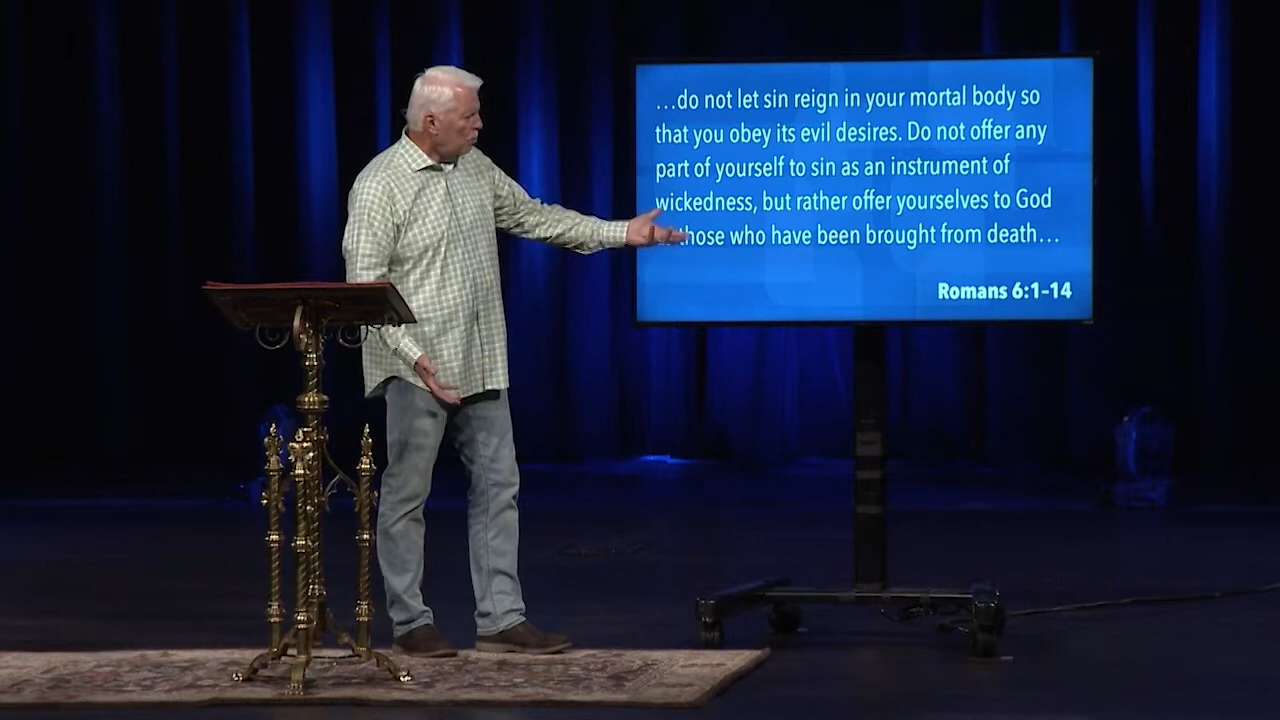 ...do not let sin reign in your mortal body so
that you obey its evil desires. Do not offer any
part of yourself to sin as an instrument of
wickedness, but rather offer yourselves to God
those who have been brought from death...
Romans 6:1-14